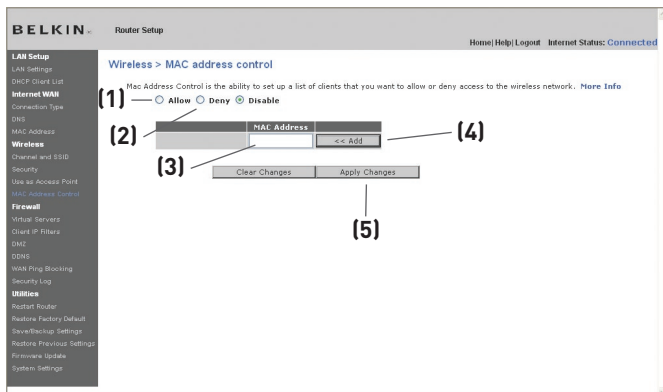 BELKIN
Router Setup
Home|Help|Logout Internet Status: Connected
LAN Setup
LAN Settings
DHCP Client List
Internet WAN
Connection Type
DNS
MAC Address
Wireless
Channel and SSID
Security
Use as Access Point
MAC Address Control
Firewall
Virtual Servers
Client IP Filters
DMZ
DDNS
WAN Ping Blocking
Security Log
Utilities
Restart Router
Restore Factory Default
Save/Backup Settings
Restore Previous Settings
Firmware Update
System Settings
Wireless > MAC address control
Mac Address Control is the ability to set up a list of clients that you want to allow or deny access to the wireless network. More Info
(1) Allow Deny Disable
(2)
MAC Address
<< Add
(4)
(3)
Clear Changes Apply Changes
(5)